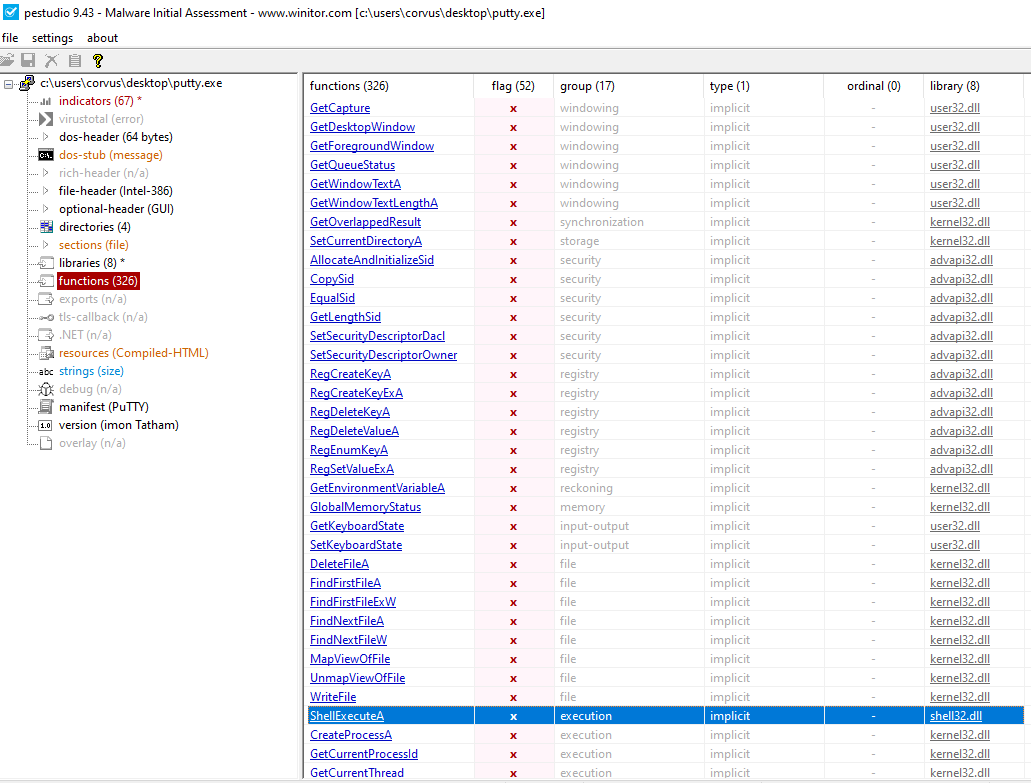 pestudio 9.43 - Malware Initial Assessment - www.winitor.com [c:\users\corvus\desktop\putty.exe]
file settings about
c:\users\corvus\desktop\putty.exe
indicators (67) *
virustotal (error)
dos-header (64 bytes)
dos-stub (message)
rich-header (n/a)
file-header (Intel-386)
optional-header (GUI)
directories (4)
sections (file)
libraries (8) *
functions (326)
exports (n/a)
tls-callback (n/a)
.NET (n/a)
resources (Compiled-HTML)
abc strings (size)
debug (n/a)
manifest (PuTTY)
1.0 version (imon Tatham)
overlay (n/a)
functions (326) flag (52) group (17) type (1) ordinal (0) library (8)
GetCapture x windowing implicit - user32.dll
GetDesktopWindow x windowing implicit - user32.dll
GetForegroundWindow x windowing implicit - user32.dll
GetQueueStatus x windowing implicit - user32.dll
GetWindowTextA x windowing implicit - user32.dll
GetWindowTextLengthA x windowing implicit - user32.dll
GetOverlappedResult x synchronization implicit - kernel32.dll
SetCurrentDirectoryA x storage implicit - kernel32.dll
AllocateAndInitializeSid x security implicit - advapi32.dll
CopySid x security implicit - advapi32.dll
EqualSid x security implicit - advapi32.dll
GetLengthSid x security implicit - advapi32.dll
SetSecurityDescriptorDacl x security implicit - advapi32.dll
SetSecurityDescriptorOwner x security implicit - advapi32.dll
RegCreateKeyA x registry implicit - advapi32.dll
RegCreateKeyExA x registry implicit - advapi32.dll
RegDeleteKeyA x registry implicit - advapi32.dll
RegDeleteValueA x registry implicit - advapi32.dll
RegEnumKeyA x registry implicit - advapi32.dll
RegSetValueExA x registry implicit - advapi32.dll
GetEnvironmentVariableA x reckoning implicit - kernel32.dll
GlobalMemoryStatus x memory implicit - kernel32.dll
GetKeyboardState x input-output implicit - user32.dll
SetKeyboardState x input-output implicit - user32.dll
DeleteFileA x file implicit - kernel32.dll
FindFirstFileA x file implicit - kernel32.dll
FindFirstFileExW x file implicit - kernel32.dll
FindNextFileA x file implicit - kernel32.dll
FindNextFileW x file implicit - kernel32.dll
MapViewOfFile x file implicit - kernel32.dll
UnmapViewOfFile x file implicit - kernel32.dll
WriteFile x file implicit - kernel32.dll
ShellExecuteA x execution implicit - shell32.dll
CreateProcessA x execution implicit - kernel32.dll
GetCurrentProcessId x execution implicit - kernel32.dll
GetCurrentThread x execution implicit - kernel32.dll